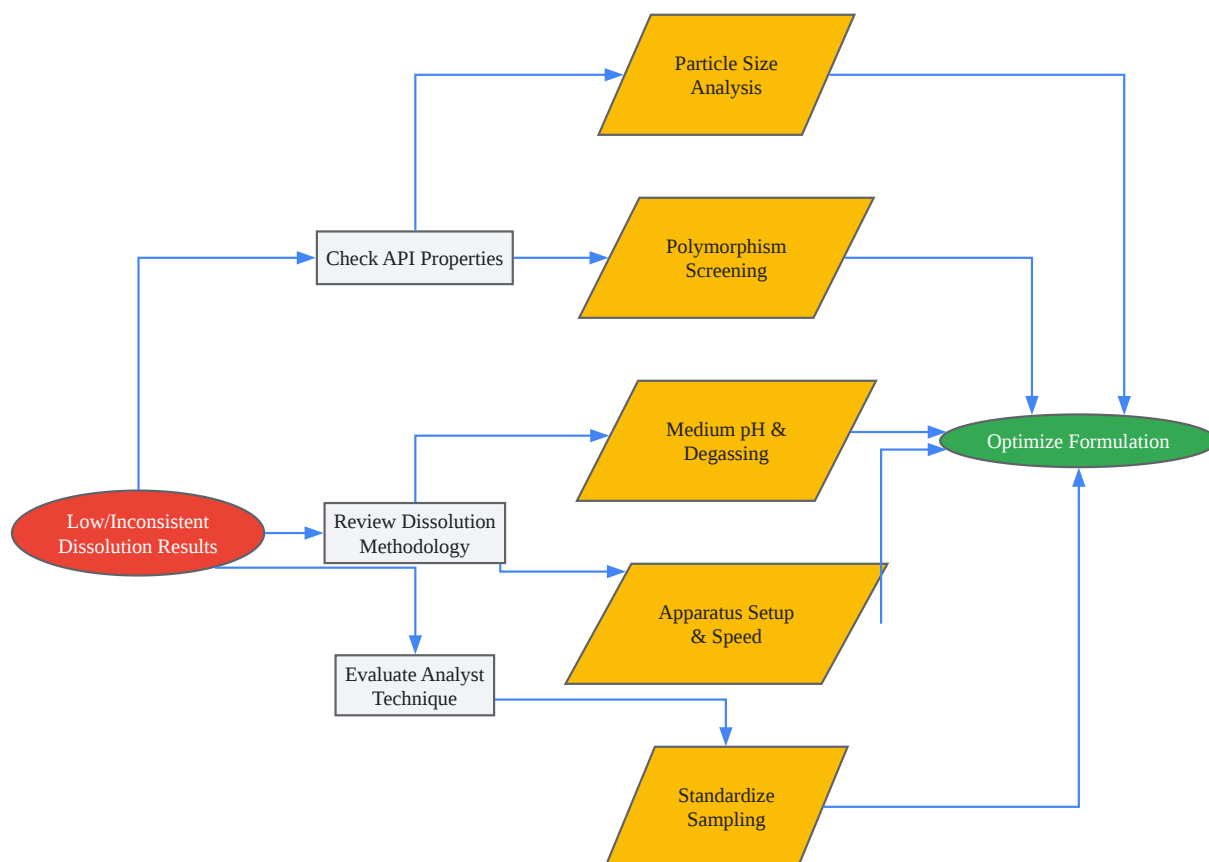 Particle Size
Analysis
Polymorphism
Screening
Check API Properties
Medium pH &
Degassing
Optimize Formulation
Low/Inconsistent
Dissolution Results
Review Dissolution
Methodology
Apparatus Setup
& Speed
Evaluate Analyst
Technique
Standardize
Sampling